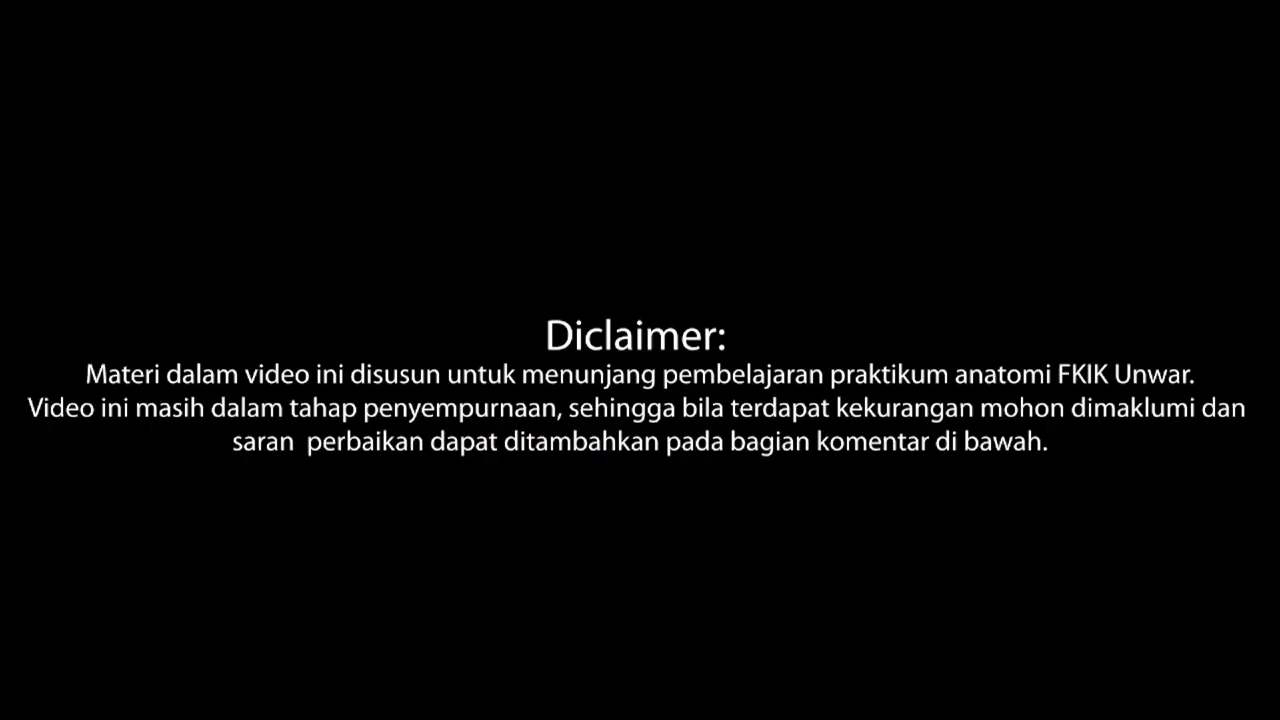 Diclaimer:
Materi dalam video ini disusun untuk menunjang pembelajaran praktikum anatomi FKIK Unwar.
Video ini masih dalam tahap penyempurnaan, sehingga bila terdapat kekurangan mohon dimaklumi dan
saran  perbaikan dapat ditambahkan pada bagian komentar di bawah.